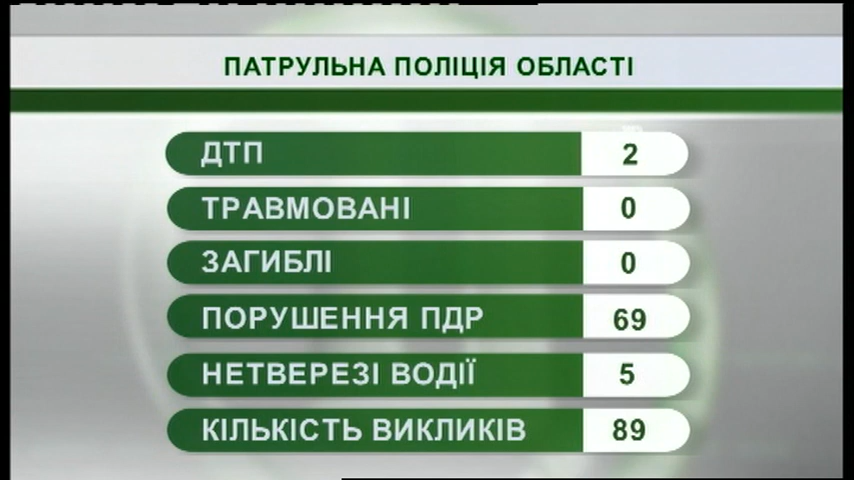 ПАТРУЛЬНА ПОЛІЦІЯ ОБЛАСТІ
ДТП 2
ТРАВМОВАНІ 0
ЗАГИБЛІ 0
ПОРУШЕННЯ ПДР 69
НЕТВЕРЕЗІ ВОДІЇ 5
КІЛЬКІСТЬ ВИКЛИКІВ 89